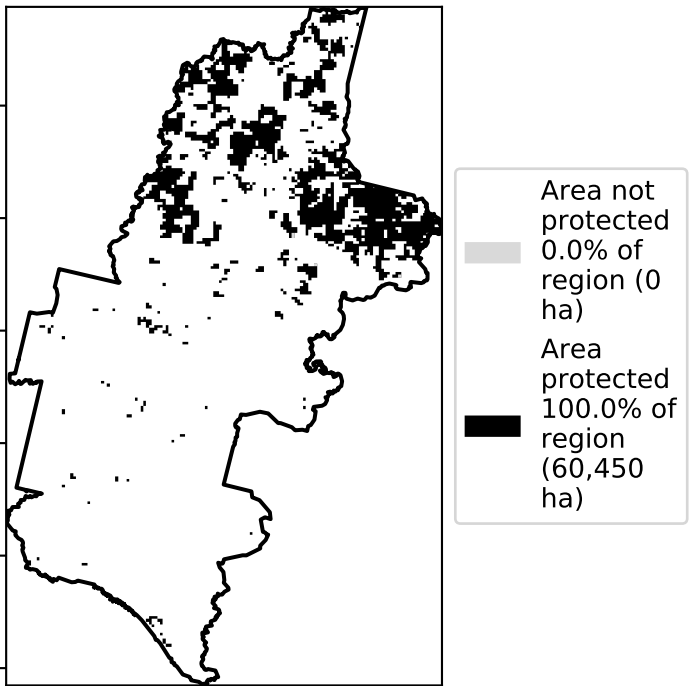 Area not
protected
0.0% of
region (0
ha)
Area
protected
100.0% of
region
(60,450
ha)